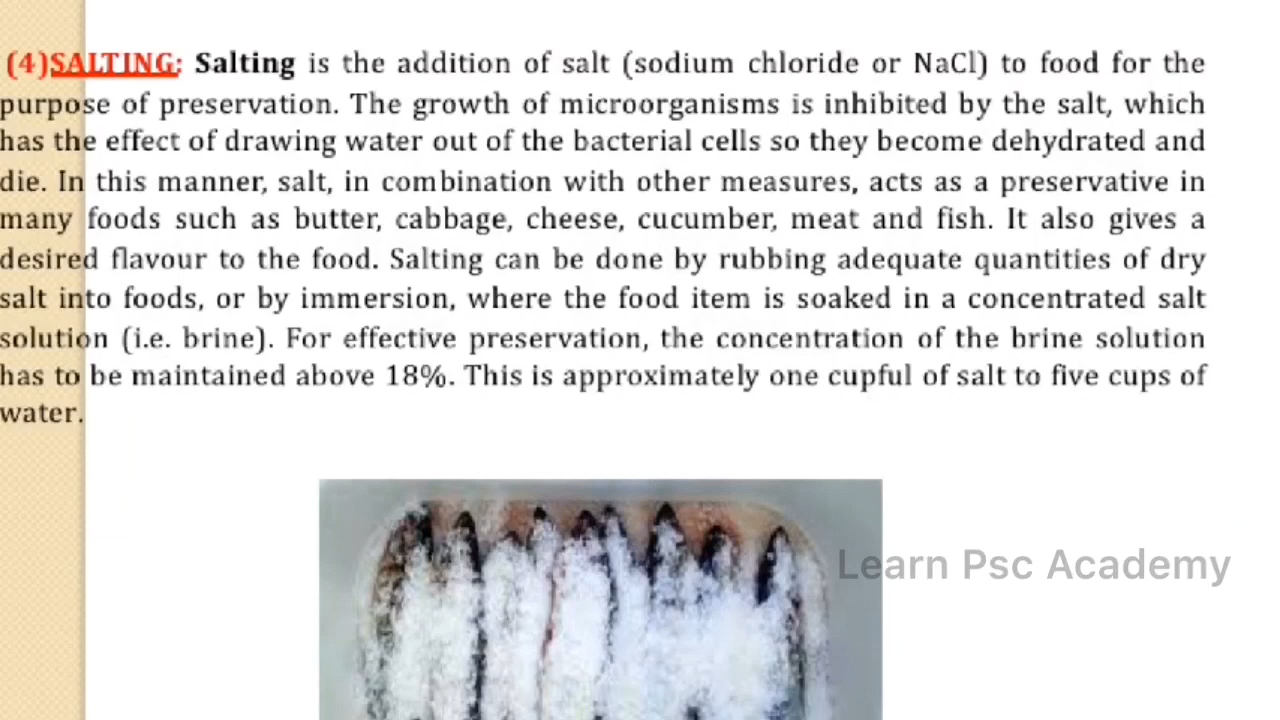 (4)SALTING: Salting is the addition of salt (sodium chloride or NaCl) to food for the
purpose of preservation. The growth of microorganisms is inhibited by the salt, which
has the effect of drawing water out of the bacterial cells so they become dehydrated and
die. In this manner, salt, in combination with other measures, acts as a preservative in
many foods such as butter, cabbage, cheese, cucumber, meat and fish. It also gives a
desired flavour to the food. Salting can be done by rubbing adequate quantities of dry
salt into foods, or by immersion, where the food item is soaked in a concentrated salt
solution (i.e. brine). For effective preservation, the concentration of the brine solution
has to be maintained above 18%. This is approximately one cupful of salt to five cups of
water.
Learn Psc Academy